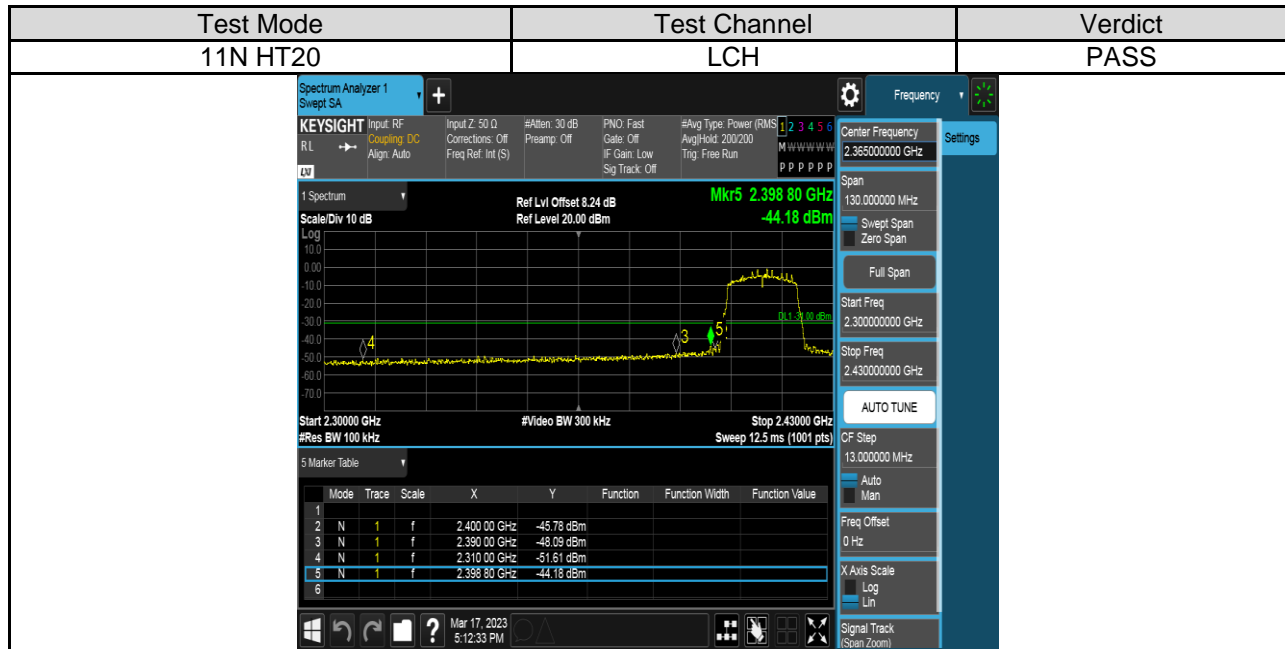 Test Mode Test Channel Verdict
11N HT20 LCH PASS
Spectrum Analyzer 1
Swept SA
Frequency
KEYSIGHT
RL
LXI
Input: RF
Coupling: DC
Align: Auto
Input Z: 50 Ω
Corrections: Off
Freq Ref: Int (S)
#Atten: 30 dB
Preamp: Off
PNO: Fast
Gate: Off
IF Gain: Low
Sig Track: Off
#Avg Type: Power (RMS
Avg|Hold: 200/200
Trig: Free Run
1 2 3 4 5 6
M W W W W W
P P P P P P
Center Frequency
2.365000000 GHz
Settings
Span
130.000000 MHz
Swept Span
Zero Span
Full Span
Start Freq
2.300000000 GHz
Stop Freq
2.430000000 GHz
AUTO TUNE
CF Step
13.000000 MHz
Auto
Man
Freq Offset
0 Hz
X Axis Scale
Log
Lin
Signal Track
(Span Zoom)
1 Spectrum
Scale/Div 10 dB
Ref Lvl Offset 8.24 dB
Ref Level 20.00 dBm
Mkr5 2.398 80 GHz
-44.18 dBm
Log
10.0
0.00
-10.0
-20.0
-30.0
-40.0
-50.0
-60.0
-70.0
DL1 -31.00 dBm
4
3
5
Start 2.30000 GHz
#Video BW 300 kHz
Stop 2.43000 GHz
#Res BW 100 kHz
Sweep 12.5 ms (1001 pts)
5 Marker Table
Mode Trace Scale X Y Function Function Width Function Value
1
2 N 1 f 2.400 00 GHz -45.78 dBm
3 N 1 f 2.390 00 GHz -48.09 dBm
4 N 1 f 2.310 00 GHz -51.61 dBm
5 N 1 f 2.398 80 GHz -44.18 dBm
6
?
Mar 17, 2023
5:12:33 PM